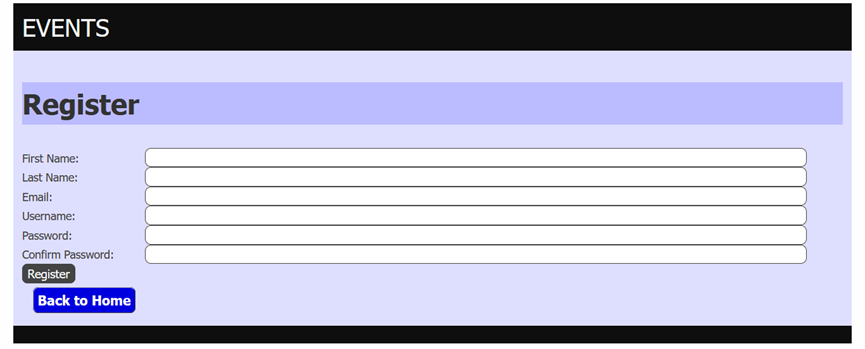 EVENTS
Register
First Name:
Last Name:
Email:
Username:
Password:
Confirm Password:
Register
Back to Home